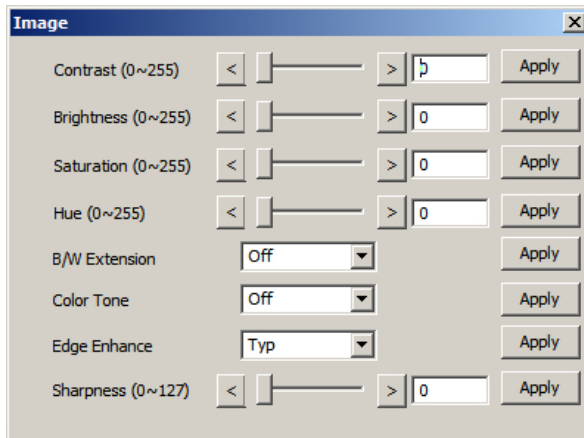 Image
Contrast (0~255) < > 0 Apply
Brightness (0~255) < > 0 Apply
Saturation (0~255) < > 0 Apply
Hue (0~255) < > 0 Apply
B/W Extension Off Apply
Color Tone Off Apply
Edge Enhance Typ Apply
Sharpness (0~127) < > 0 Apply